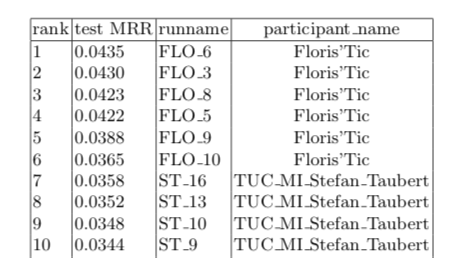 rank test MRR runname participant_name
1 0.0435 FLO_6 Floris'Tic
2 0.0430 FLO_3 Floris'Tic
3 0.0423 FLO_8 Floris'Tic
4 0.0422 FLO_5 Floris'Tic
5 0.0388 FLO_9 Floris'Tic
6 0.0365 FLO_10 Floris'Tic
7 0.0358 ST_16 TUC_MI_Stefan_Taubert
8 0.0352 ST_13 TUC_MI_Stefan_Taubert
9 0.0348 ST_10 TUC_MI_Stefan_Taubert
10 0.0344 ST_9 TUC_MI_Stefan_Taubert